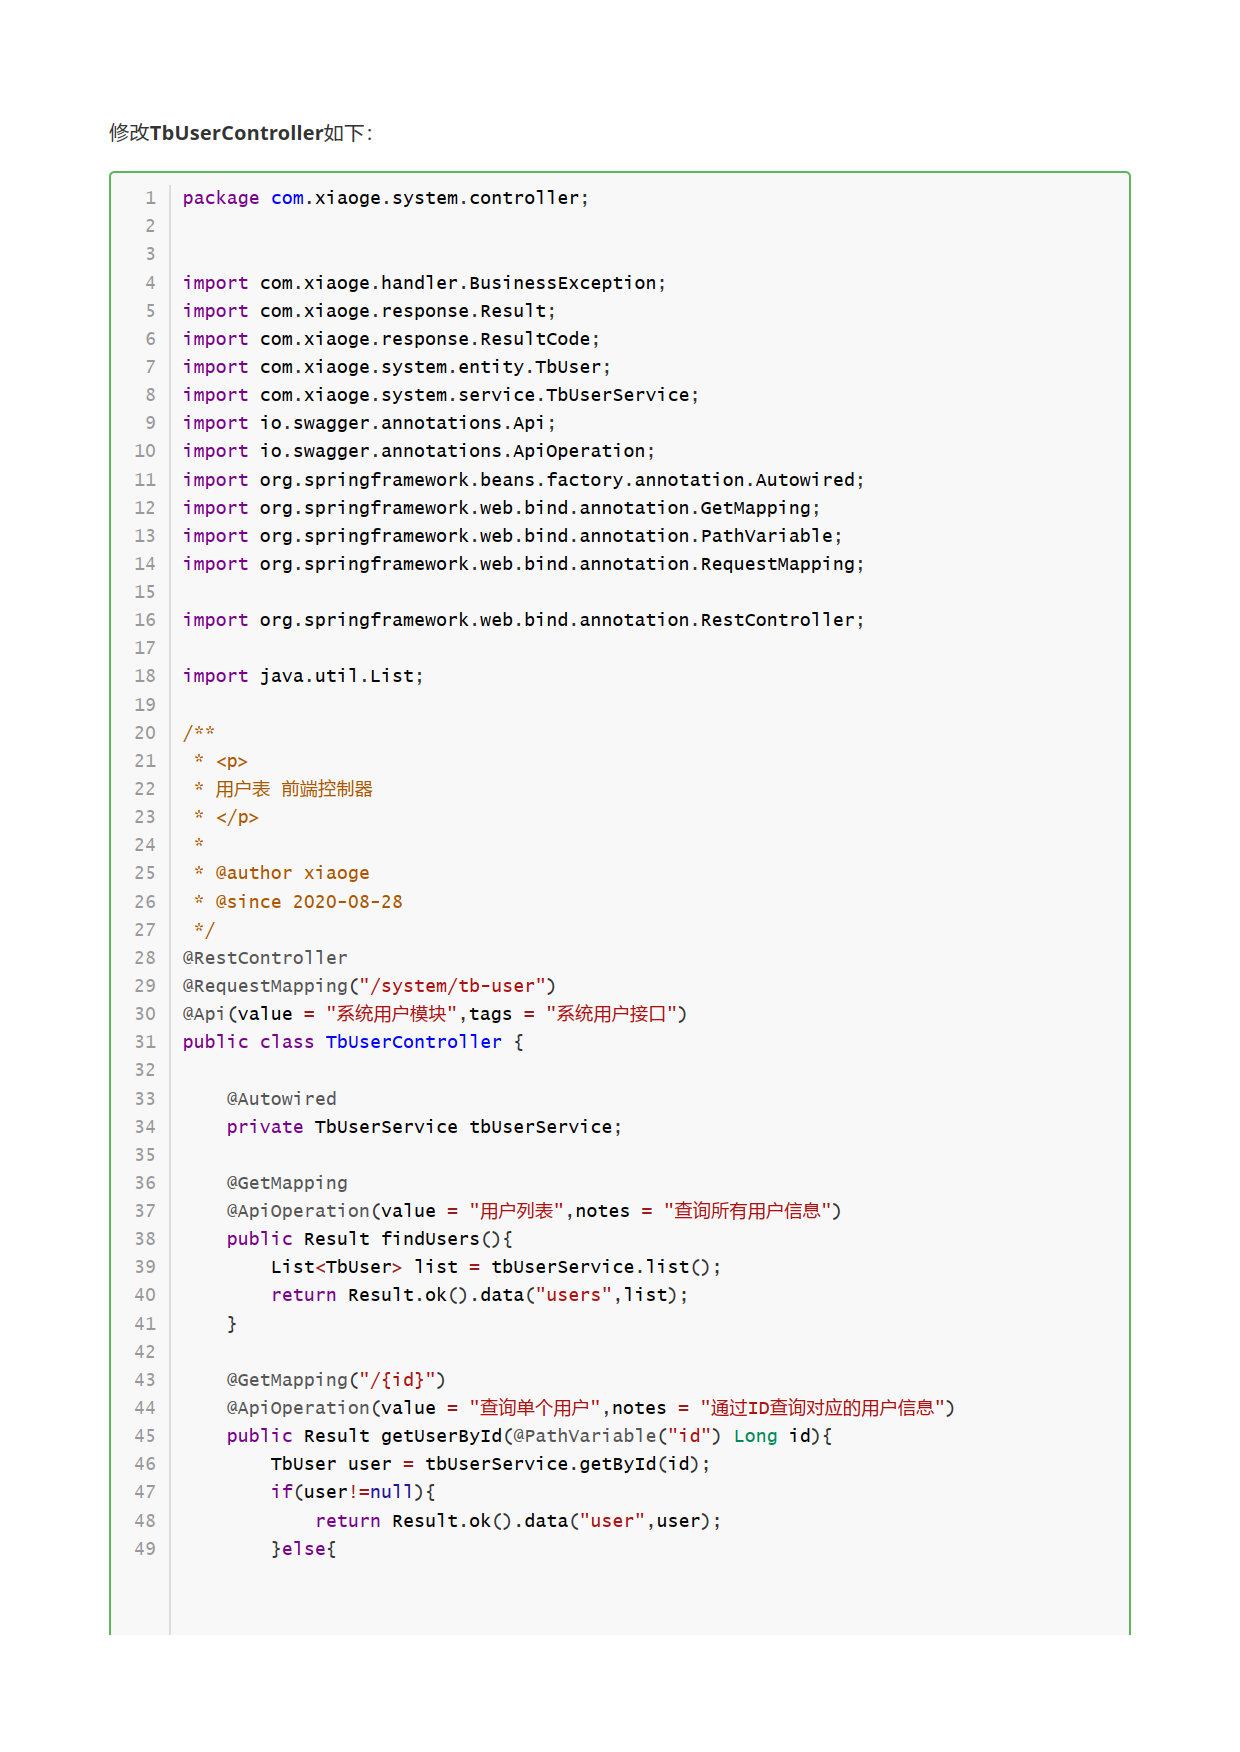 修改TbUserController如下：
1 package com.xiaoge.system.controller;
2
3
4 import com.xiaoge.handler.BusinessException;
5 import com.xiaoge.response.Result;
6 import com.xiaoge.response.ResultCode;
7 import com.xiaoge.system.entity.TbUser;
8 import com.xiaoge.system.service.TbUserService;
9 import io.swagger.annotations.Api;
10 import io.swagger.annotations.ApiOperation;
11 import org.springframework.beans.factory.annotation.Autowired;
12 import org.springframework.web.bind.annotation.GetMapping;
13 import org.springframework.web.bind.annotation.PathVariable;
14 import org.springframework.web.bind.annotation.RequestMapping;
15
16 import org.springframework.web.bind.annotation.RestController;
17
18 import java.util.List;
19
20 /**
21  * <p>
22  * 用户表 前端控制器
23  * </p>
24  *
25  * @author xiaoge
26  * @since 2020-08-28
27  */
28 @RestController
29 @RequestMapping("/system/tb-user")
30 @Api(value = "系统用户模块",tags = "系统用户接口")
31 public class TbUserController {
32
33     @Autowired
34     private TbUserService tbUserService;
35
36     @GetMapping
37     @ApiOperation(value = "用户列表",notes = "查询所有用户信息")
38     public Result findUsers(){
39         List<TbUser> list = tbUserService.list();
40         return Result.ok().data("users",list);
41     }
42
43     @GetMapping("/{id}")
44     @ApiOperation(value = "查询单个用户",notes = "通过ID查询对应的用户信息")
45     public Result getUserById(@PathVariable("id") Long id){
46         TbUser user = tbUserService.getById(id);
47         if(user!=null){
48             return Result.ok().data("user",user);
49         }else{